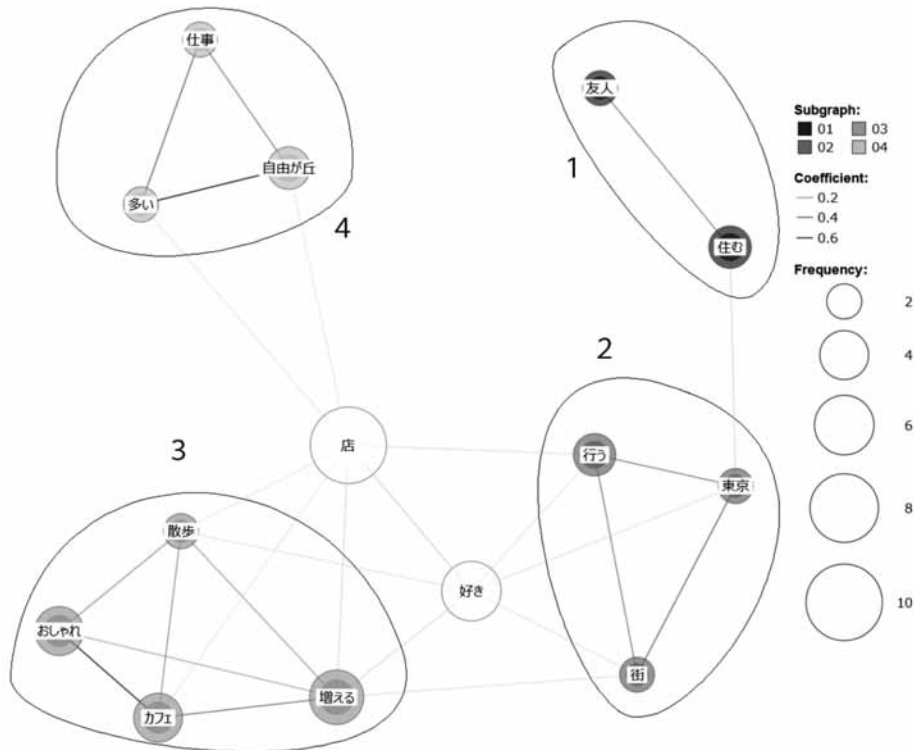 仕事
友人
自由が丘
多い
4
1
住む
Subgraph:
01 03
02 04
Coefficient:
0.2
0.4
0.6
Frequency:
2
4
6
8
10
2
店
行う
東京
3
散歩
好き
おしゃれ
カフェ
増える
街